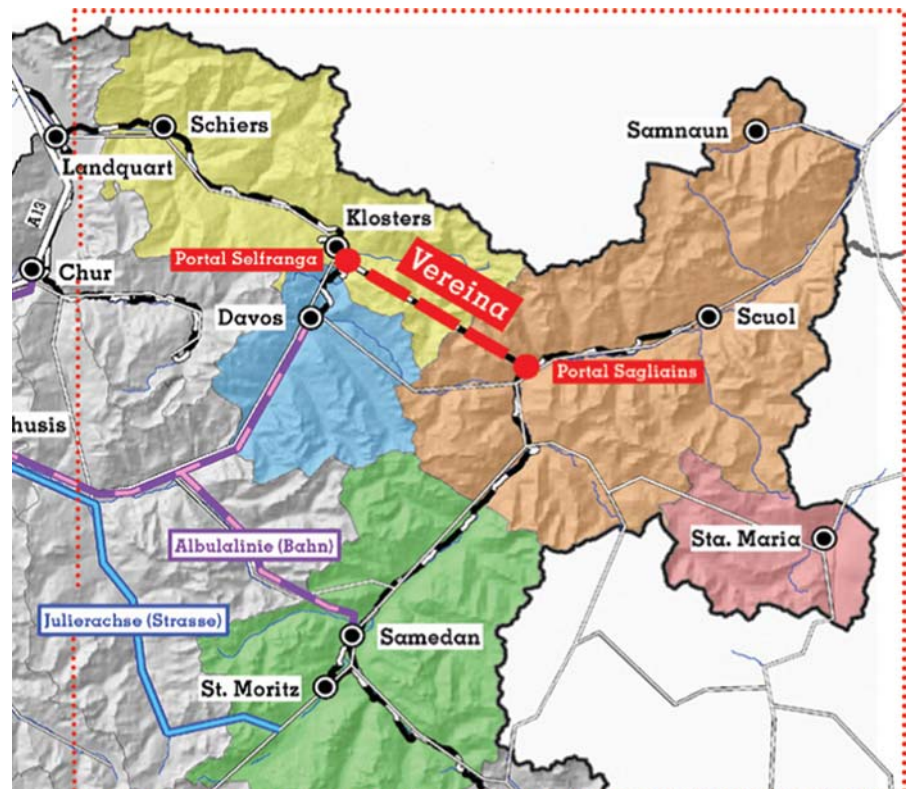 Schiers
Samnaun
Landquart
A13
Klosters
Portal Selfranga
Chur
Vereina
Davos
Scuol
Portal Sagliains
husis
Sta. Maria
Albulalinie (Bahn)
Julierachse (Strasse)
Samedan
St. Moritz